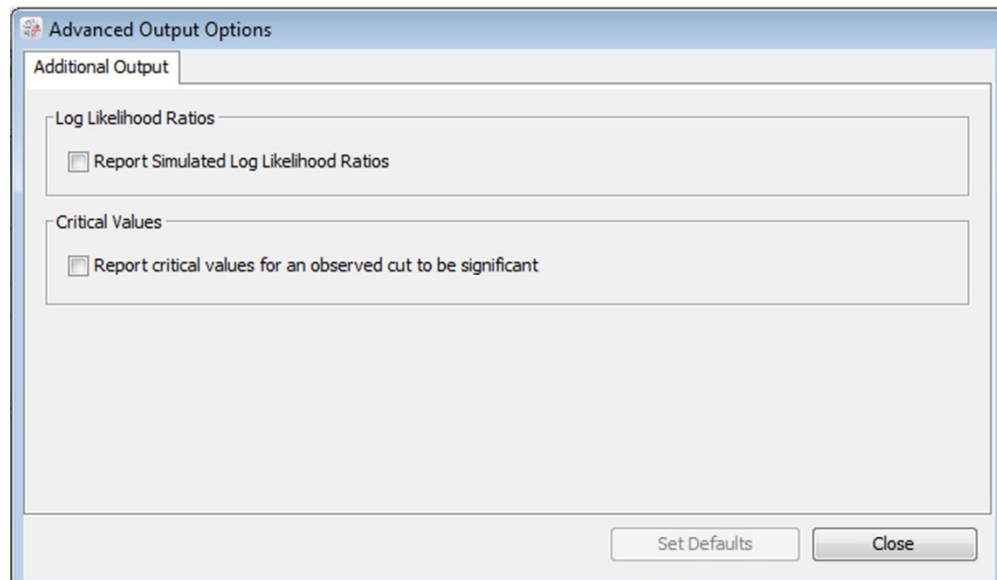 Advanced Output Options
Additional Output
Log Likelihood Ratios
Report Simulated Log Likelihood Ratios
Critical Values
Report critical values for an observed cut to be significant
Set Defaults
Close